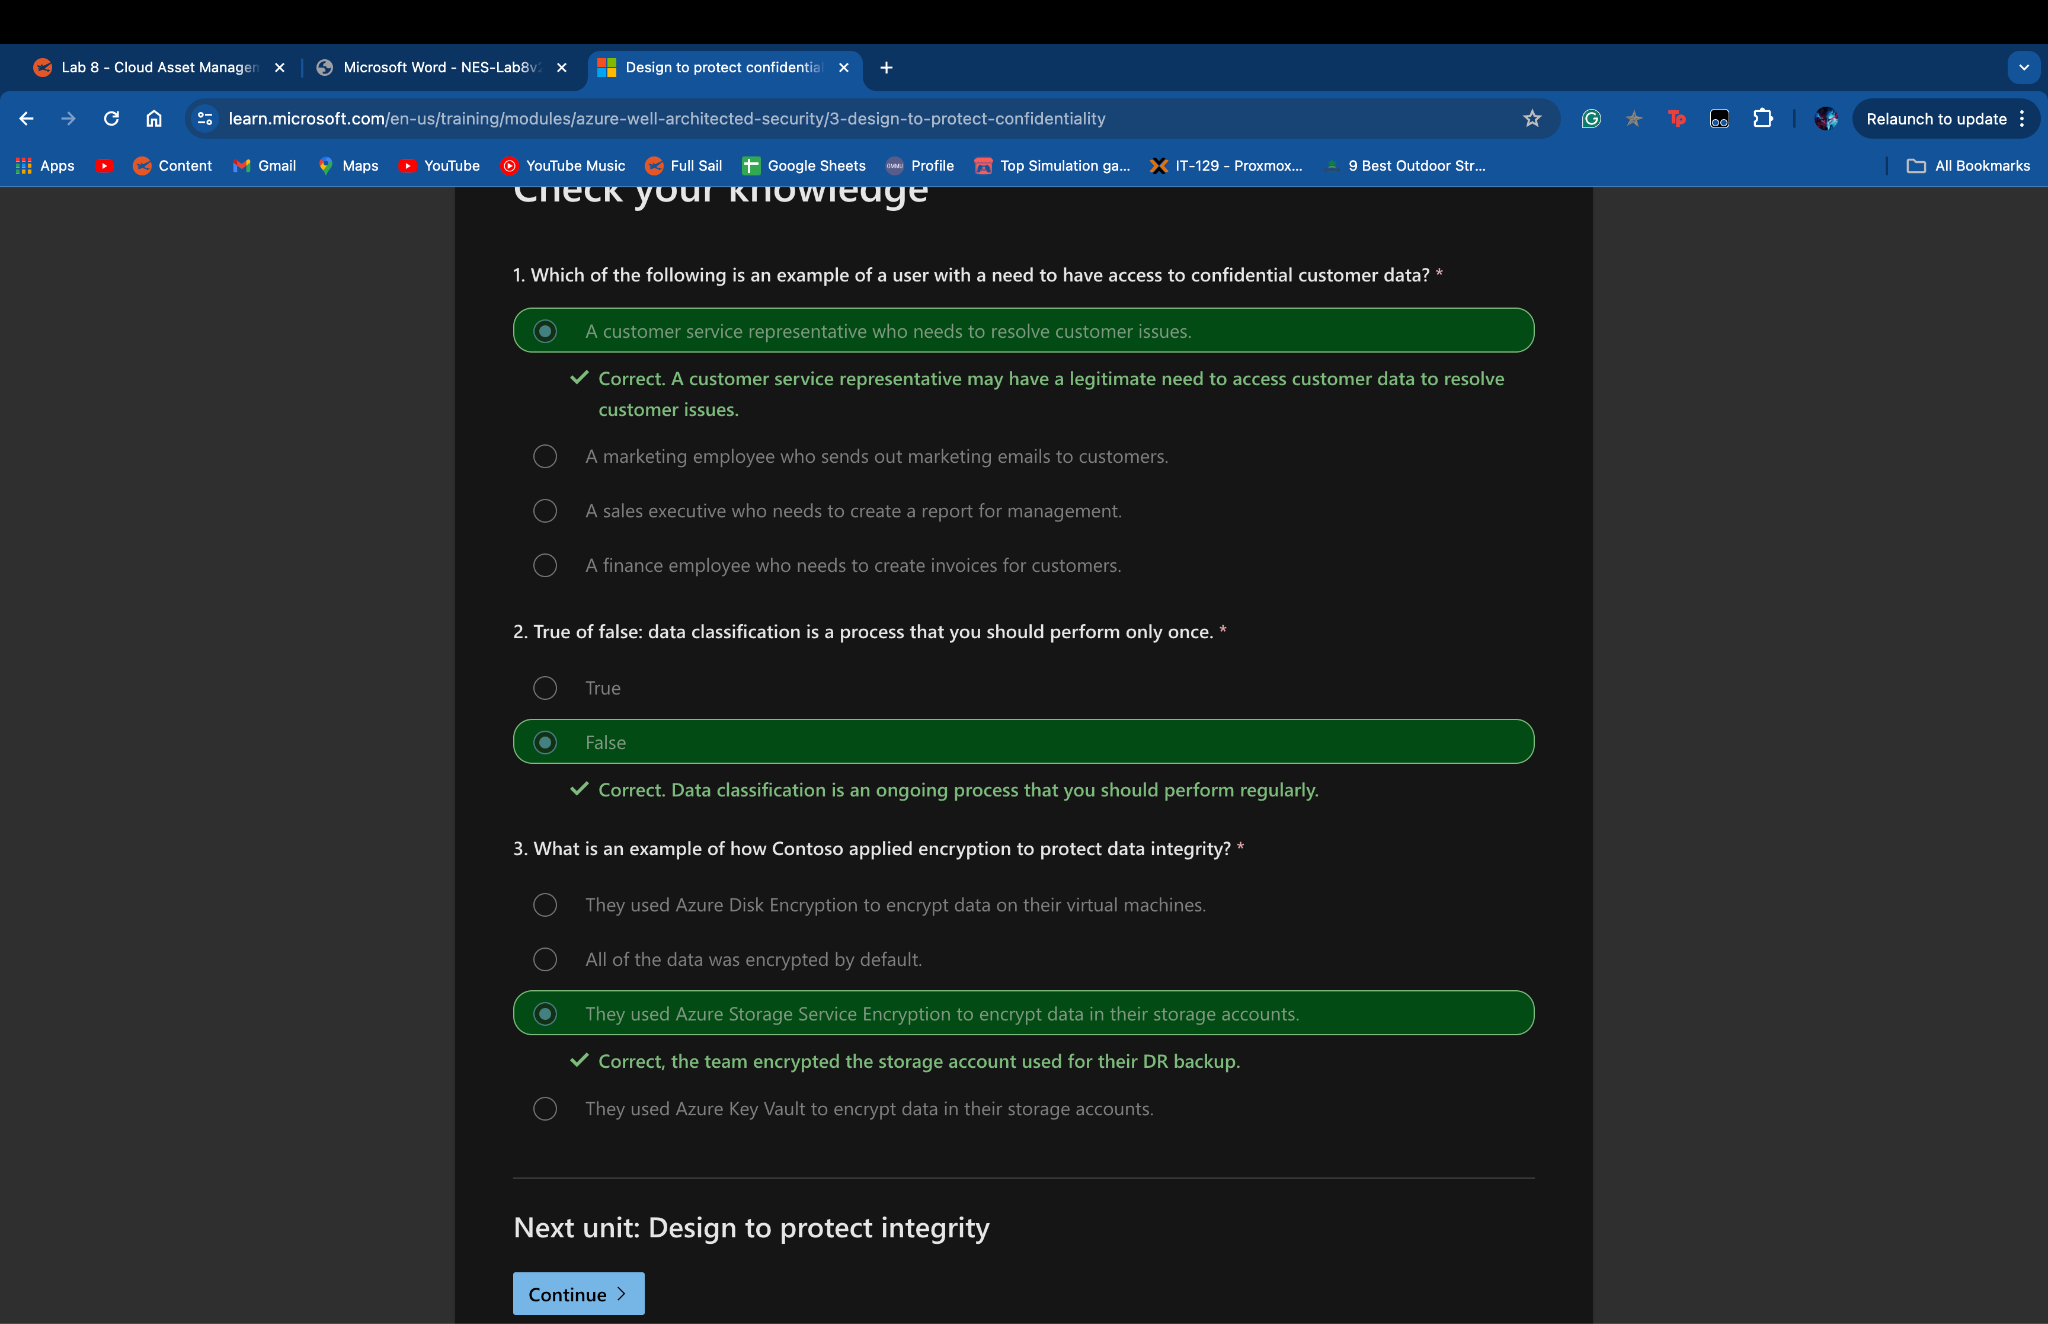 Lab 8 - Cloud Asset Managem
Microsoft Word - NES-Lab8v
Design to protect confidentia
learn.microsoft.com/en-us/training/modules/azure-well-architected-security/3-design-to-protect-confidentiality
Tp
Relaunch to update
Apps
Content
Gmail
Maps
YouTube
YouTube Music
Full Sail
Google Sheets
Profile
Top Simulation ga...
IT-129 - Proxmox...
9 Best Outdoor Str...
All Bookmarks
Check your knowledge
1. Which of the following is an example of a user with a need to have access to confidential customer data? *
A customer service representative who needs to resolve customer issues.
Correct. A customer service representative may have a legitimate need to access customer data to resolve
customer issues.
A marketing employee who sends out marketing emails to customers.
A sales executive who needs to create a report for management.
A finance employee who needs to create invoices for customers.
2. True of false: data classification is a process that you should perform only once. *
True
False
Correct. Data classification is an ongoing process that you should perform regularly.
3. What is an example of how Contoso applied encryption to protect data integrity? *
They used Azure Disk Encryption to encrypt data on their virtual machines.
All of the data was encrypted by default.
They used Azure Storage Service Encryption to encrypt data in their storage accounts.
Correct, the team encrypted the storage account used for their DR backup.
They used Azure Key Vault to encrypt data in their storage accounts.
Next unit: Design to protect integrity
Continue